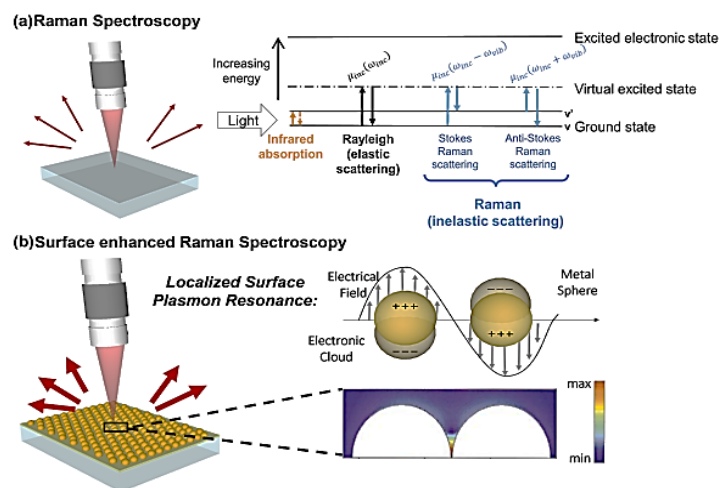 (a)Raman Spectroscopy
Increasing
energy
Light
μinc(ωinc)
μinc(ωinc − ωvib)
μinc(ωinc + ωvib)
Excited electronic state
Virtual excited state
v'
v Ground state
Infrared
absorption
Rayleigh
(elastic
scattering)
Stokes
Raman
scattering
Anti-Stokes
Raman
scattering
Raman
(inelastic scattering)
(b)Surface enhanced Raman Spectroscopy
Localized Surface
Plasmon Resonance:
Electrical
Field
Electronic
Cloud
+++
---
---
+++
Metal
Sphere
max
min